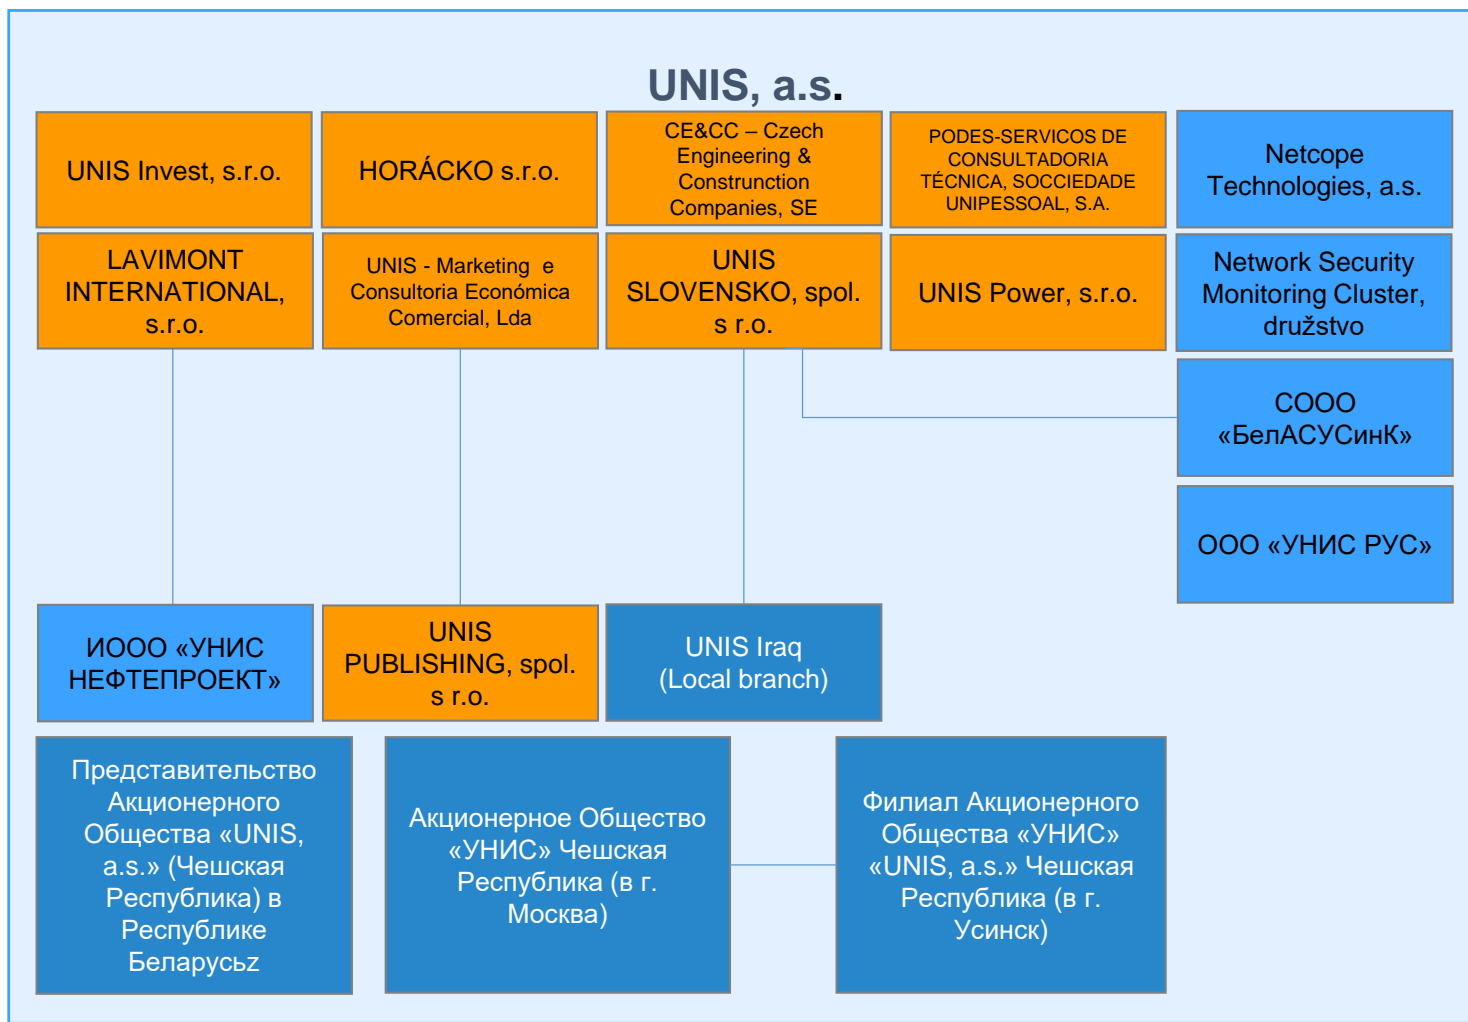 UNIS, a.s.
UNIS Invest, s.r.o.
HORÁCKO s.r.o.
CE&CC – Czech
Engineering &
Construnction
Companies, SE
PODES-SERVICOS DE
CONSULTADORIA
TÉCNICA, SOCCIEDADE
UNIPESSOAL, S.A.
Netcope
Technologies, a.s.
LAVIMONT
INTERNATIONAL,
s.r.o.
UNIS - Marketing e
Consultoria Económica
Comercial, Lda
UNIS
SLOVENSKO, spol.
s r.o.
UNIS Power, s.r.o.
Network Security
Monitoring Cluster,
družstvo
СООО
«БелАСУСинК»
ООО «УНИС РУС»
ИООО «УНИС
НЕФТЕПРОЕКТ»
UNIS
PUBLISHING, spol.
s r.o.
UNIS Iraq
(Local branch)
Представительство
Акционерного
Общества «UNIS,
a.s.» (Чешская
Республика) в
Республике
Беларусьz
Акционерное Общество
«УНИС» Чешская
Республика (в г.
Москва)
Филиал Акционерного
Общества «УНИС»
«UNIS, a.s.» Чешская
Республика (в г.
Усинск)